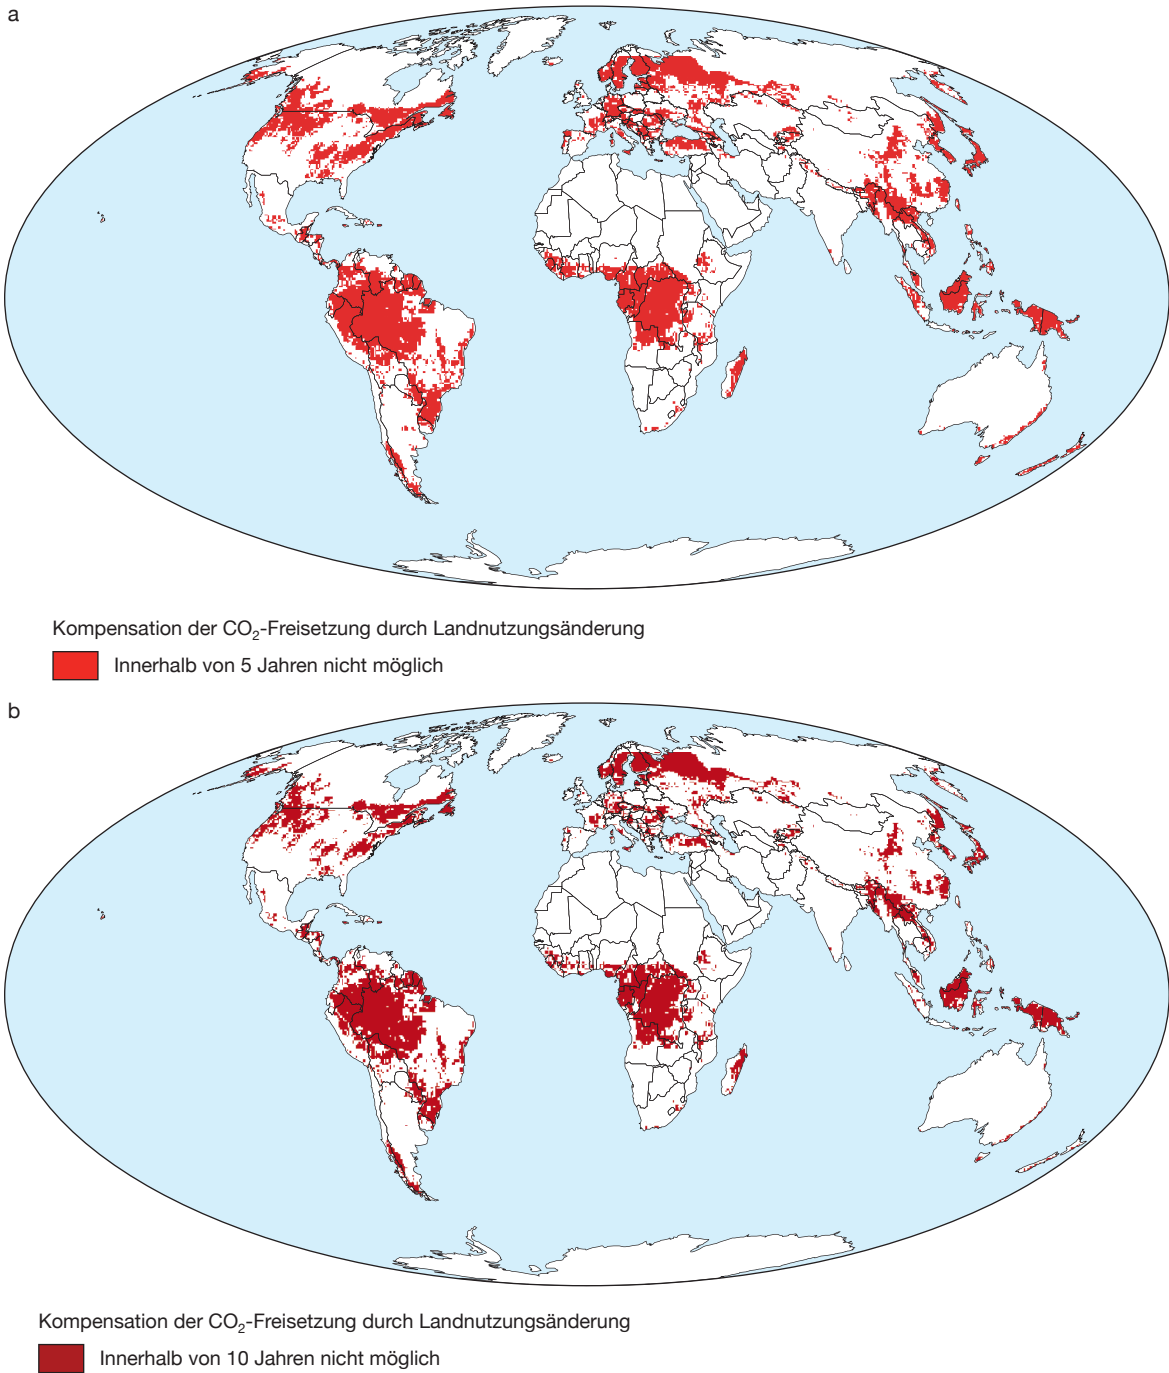 a
Kompensation der CO₂-Freisetzung durch Landnutzungsänderung
Innerhalb von 5 Jahren nicht möglich
b
Kompensation der CO₂-Freisetzung durch Landnutzungsänderung
Innerhalb von 10 Jahren nicht möglich